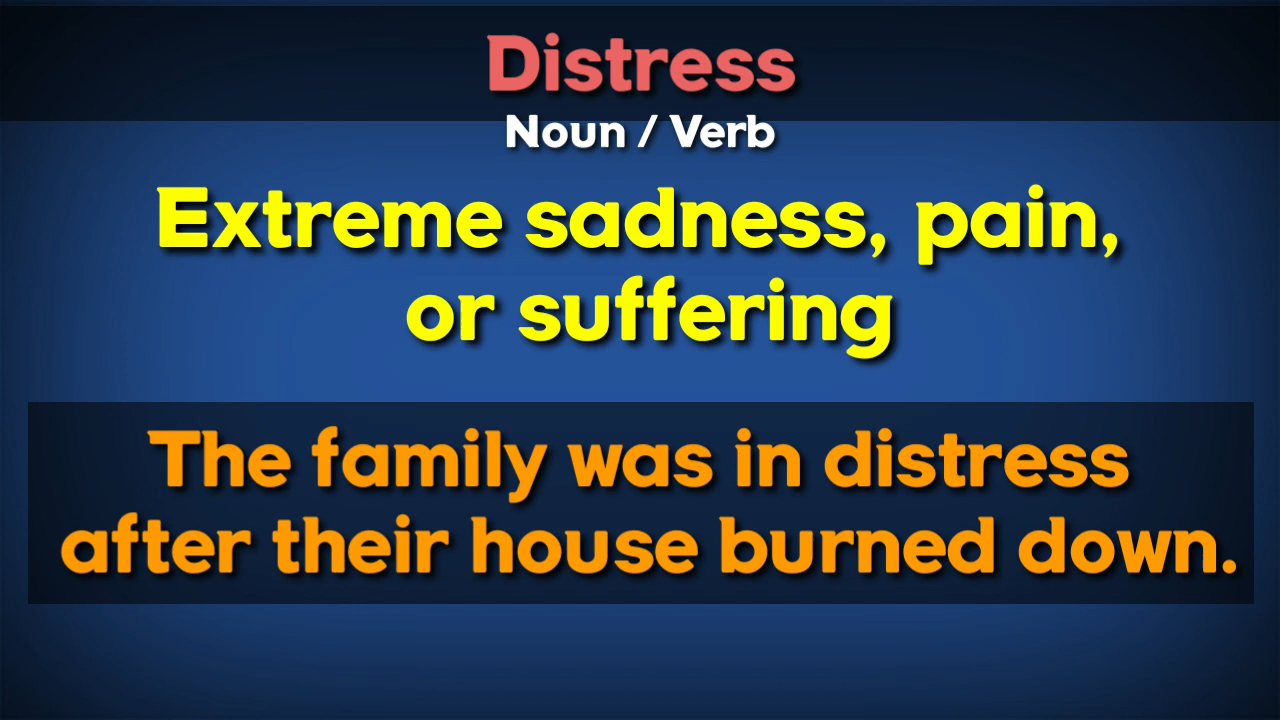 Distress
Noun / Verb
Extreme sadness, pain,
or suffering
The family was in distress
after their house burned down.